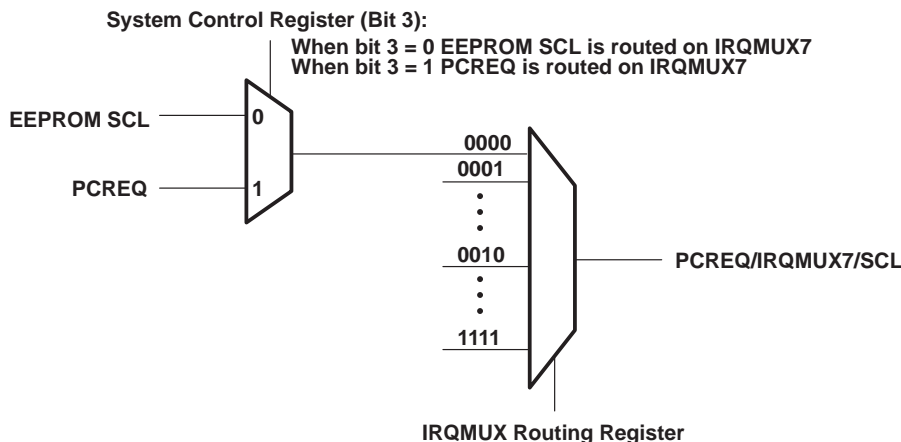 System Control Register (Bit 3):
When bit 3 = 0 EEPROM SCL is routed on IRQMUX7
When bit 3 = 1 PCREQ is routed on IRQMUX7
EEPROM SCL
0
0000
0001
PCREQ
1
0010
PCREQ/IRQMUX7/SCL
1111
IRQMUX Routing Register